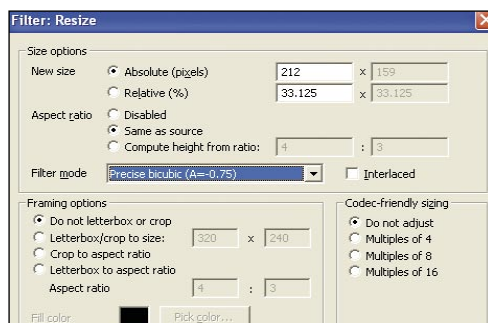 Filter: Resize
Size options
New size Absolute (pixels) 212 x 159
Relative (%) 33.125 x 33.125
Aspect ratio Disabled
Same as source
Compute height from ratio: 4 : 3
Filter mode Precise bicubic (A=-0.75) Interlaced
Framing options
Do not letterbox or crop
Letterbox/crop to size: 320 x 240
Crop to aspect ratio
Letterbox to aspect ratio
Aspect ratio 4 : 3
Fill color Pick color...
Codec-friendly sizing
Do not adjust
Multiples of 4
Multiples of 8
Multiples of 16